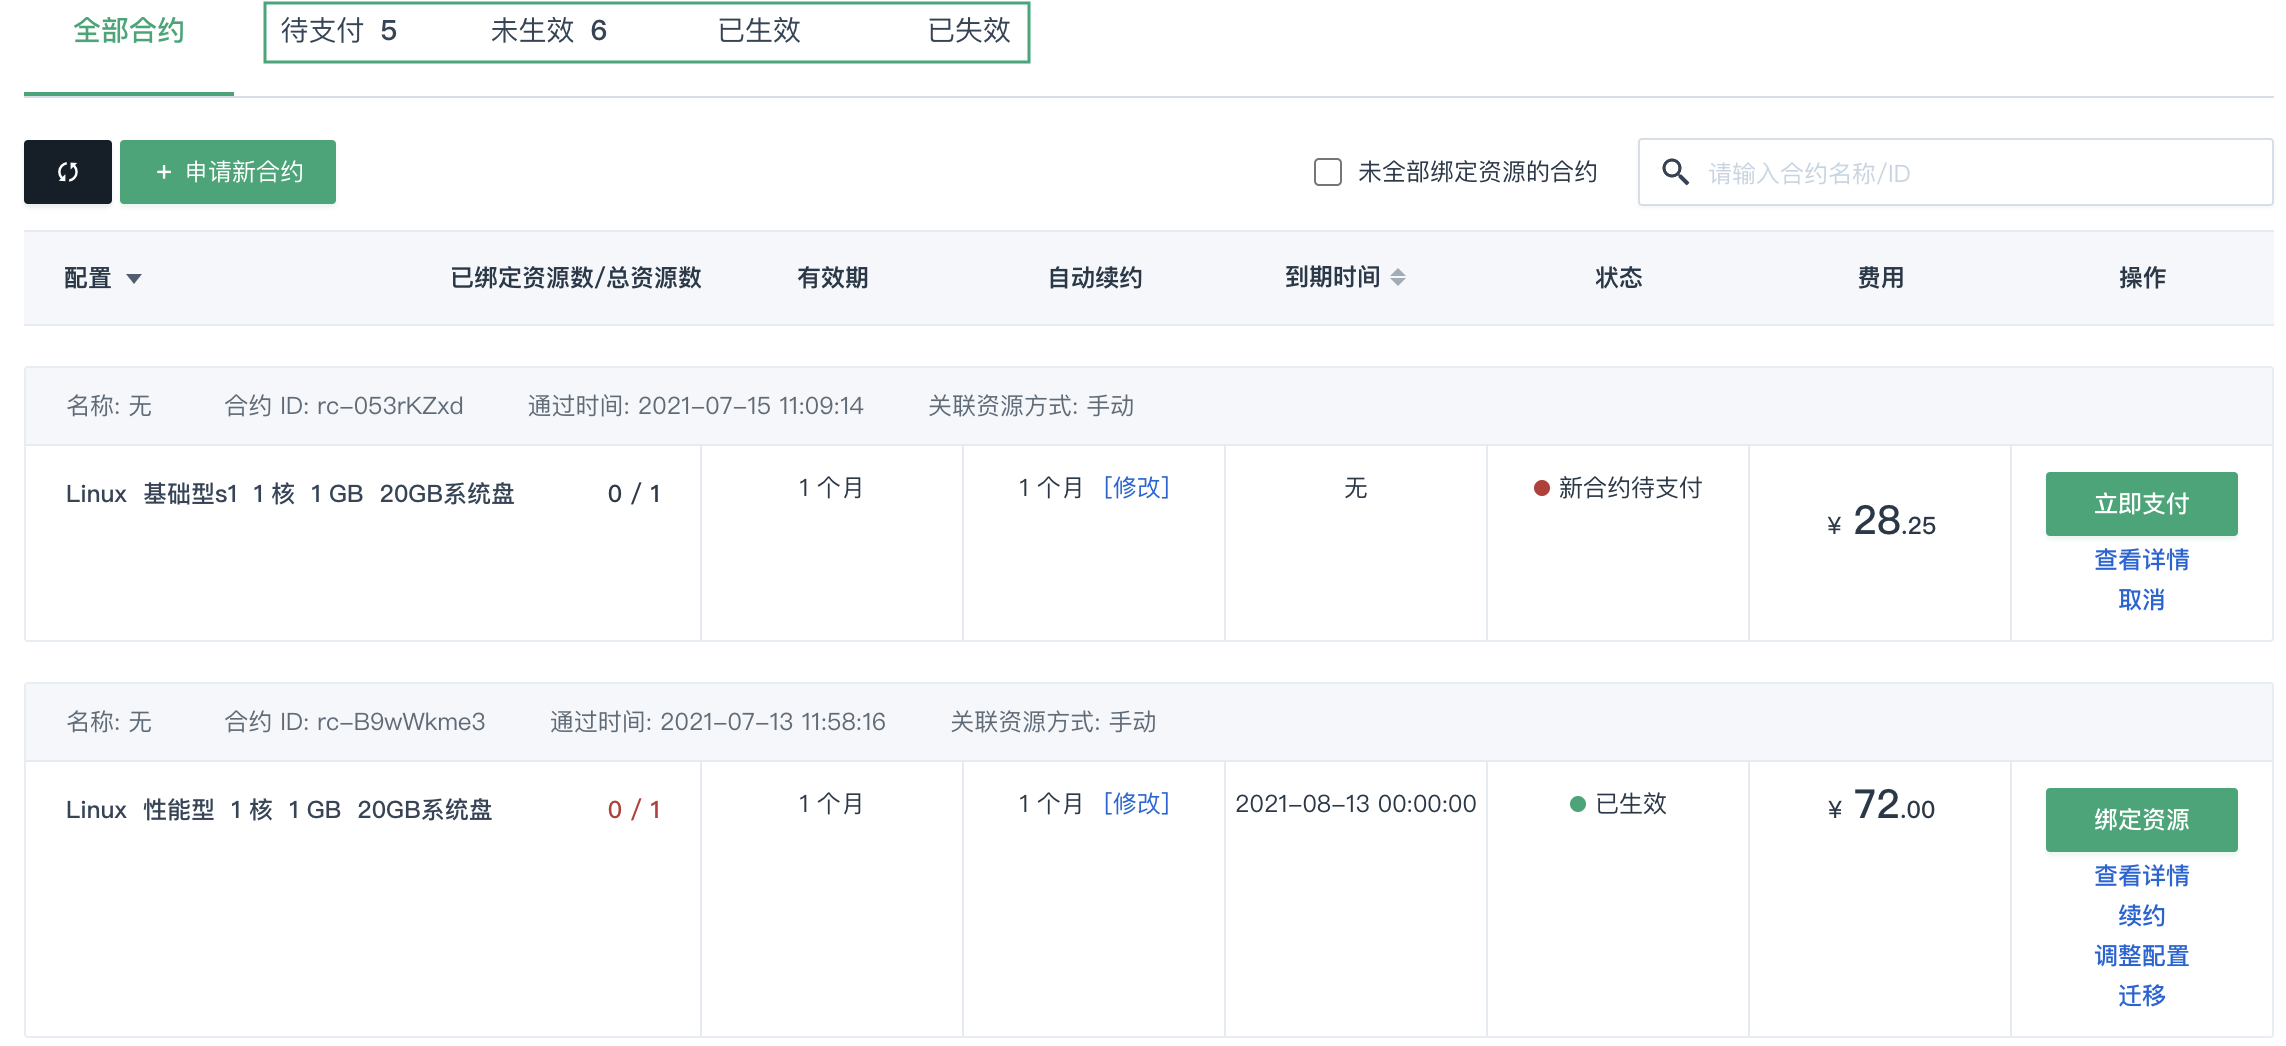 全部合约 待支付 5 未生效 6 已生效 已失效
+ 申请新合约 未全部绑定资源的合约 请输入合约名称/ID
配置 已绑定资源数/总资源数 有效期 自动续约 到期时间 状态 费用 操作
名称: 无 合约 ID: rc-053rKZxd 通过时间: 2021-07-15 11:09:14 关联资源方式: 手动
Linux 基础型s1 1 核 1 GB 20GB系统盘 0 / 1 1 个月 1 个月 [修改] 无 新合约待支付 ¥ 28.25 立即支付
查看详情
取消
名称: 无 合约 ID: rc-B9wWkme3 通过时间: 2021-07-13 11:58:16 关联资源方式: 手动
Linux 性能型 1 核 1 GB 20GB系统盘 0 / 1 1 个月 1 个月 [修改] 2021-08-13 00:00:00 已生效 ¥ 72.00 绑定资源
查看详情
续约
调整配置
迁移